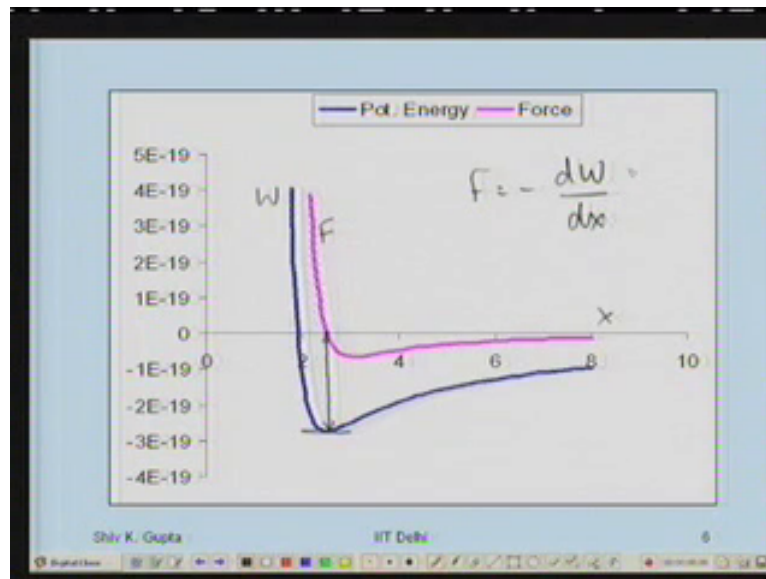 Pot. Energy Force
5E-19
4E-19
3E-19
2E-19
1E-19
0
-1E-19
-2E-19
-3E-19
-4E-19
W
F
F = - dW
dx
x
0 2 4 6 8 10
Shiv K. Gupta IIT Delhi 6